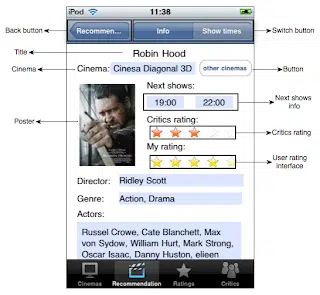 iPod 11:38
Back button Recommen... Info Show times Switch button
Title Robin Hood
Cinema Cinema: Cinesa Diagonal 3D other cinemas Button
Next shows:
19:00 22:00 Next shows info
Critics rating:
Critics rating
Poster
My rating:
User rating interface
Director: Ridley Scott
Genre: Action, Drama
Actors:
Russel Crowe, Cate Blanchett, Max
von Sydow, William Hurt, Mark Strong,
Oscar Isaac, Danny Huston, eileen
Cinemas Recommendation Ratings Critics